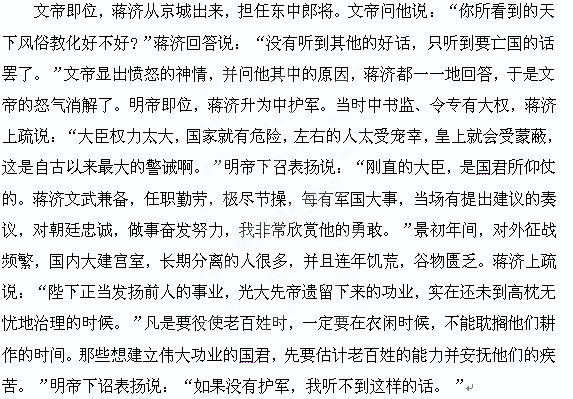 文帝即位，蒋济从京城出来，担任东中郎将。文帝问他说：“你所看到的天
下风俗教化好不好？”蒋济回答说：“没有听到其他的好话，只听到要亡国的话
罢了。”文帝显出愤怒的神情，并问他其中的原因，蒋济都一一地回答，于是文
帝的怒气消解了。明帝即位，蒋济升为中护军。当时中书监、令专有大权，蒋济
上疏说：“大臣权力太大，国家就有危险，左右的人太受宠幸，皇上就会受蒙蔽，
这是自古以来最大的警诫啊。”明帝下召表扬说：“刚直的大臣，是国君所仰仗
的。蒋济文武兼备，任职勤劳，极尽节操，每有军国大事，当场有提出建议的奏
议，对朝廷忠诚，做事奋发努力，我非常欣赏他的勇敢。”景初年间，对外征战
频繁，国内大建宫室，长期分离的人很多，并且连年饥荒，谷物匮乏。蒋济上疏
说：“陛下正当发扬前人的事业，光大先帝遗留下来的功业，实在还未到高枕无
忧地治理的时候。”凡是要役使老百姓时，一定要在农闲时候，不能耽搁他们耕
作的时间。那些想建立伟大功业的国君，先要估计老百姓的能力并安抚他们的疾
苦。”明帝下诏表扬说：“如果没有护军，我听不到这样的话。”